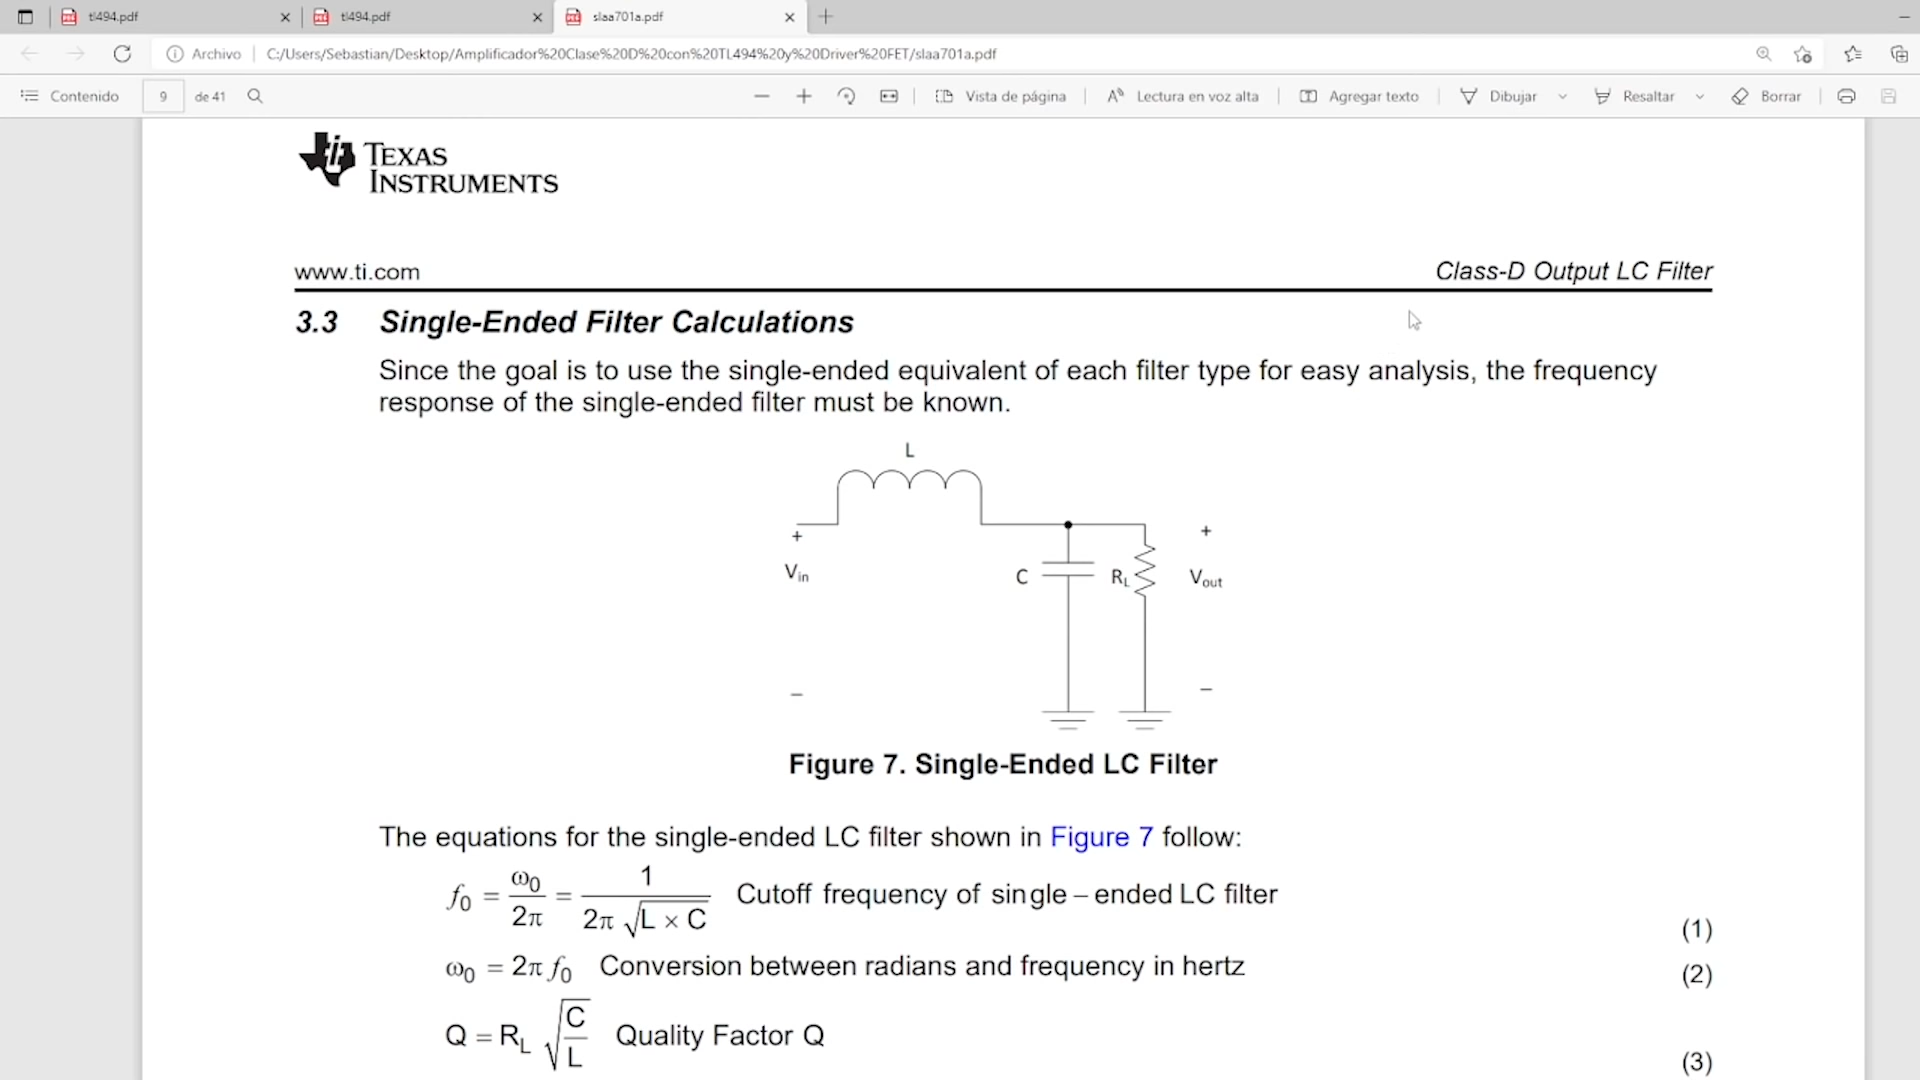 tl494.pdf
tl494.pdf
slaa701a.pdf
Archivo
C:/Users/Sebastian/Desktop/Amplificador%20Clase%20D%20con%20TL494%20y%20Driver%20FET/slaa701a.pdf
Contenido
9
de 41
Vista de página
Lectura en voz alta
Agregar texto
Dibujar
Resaltar
Borrar
TEXAS
INSTRUMENTS
www.ti.com
Class-D Output LC Filter
3.3 Single-Ended Filter Calculations
Since the goal is to use the single-ended equivalent of each filter type for easy analysis, the frequency
response of the single-ended filter must be known.
L
+
+
Vin
C
RL
Vout
–
–
Figure 7. Single-Ended LC Filter
The equations for the single-ended LC filter shown in Figure 7 follow:
f0 = ω0 / 2π = 1 / 2π √L × C Cutoff frequency of single – ended LC filter
(1)
ω0 = 2π f0 Conversion between radians and frequency in hertz
(2)
Q = RL √C / L Quality Factor Q
(3)